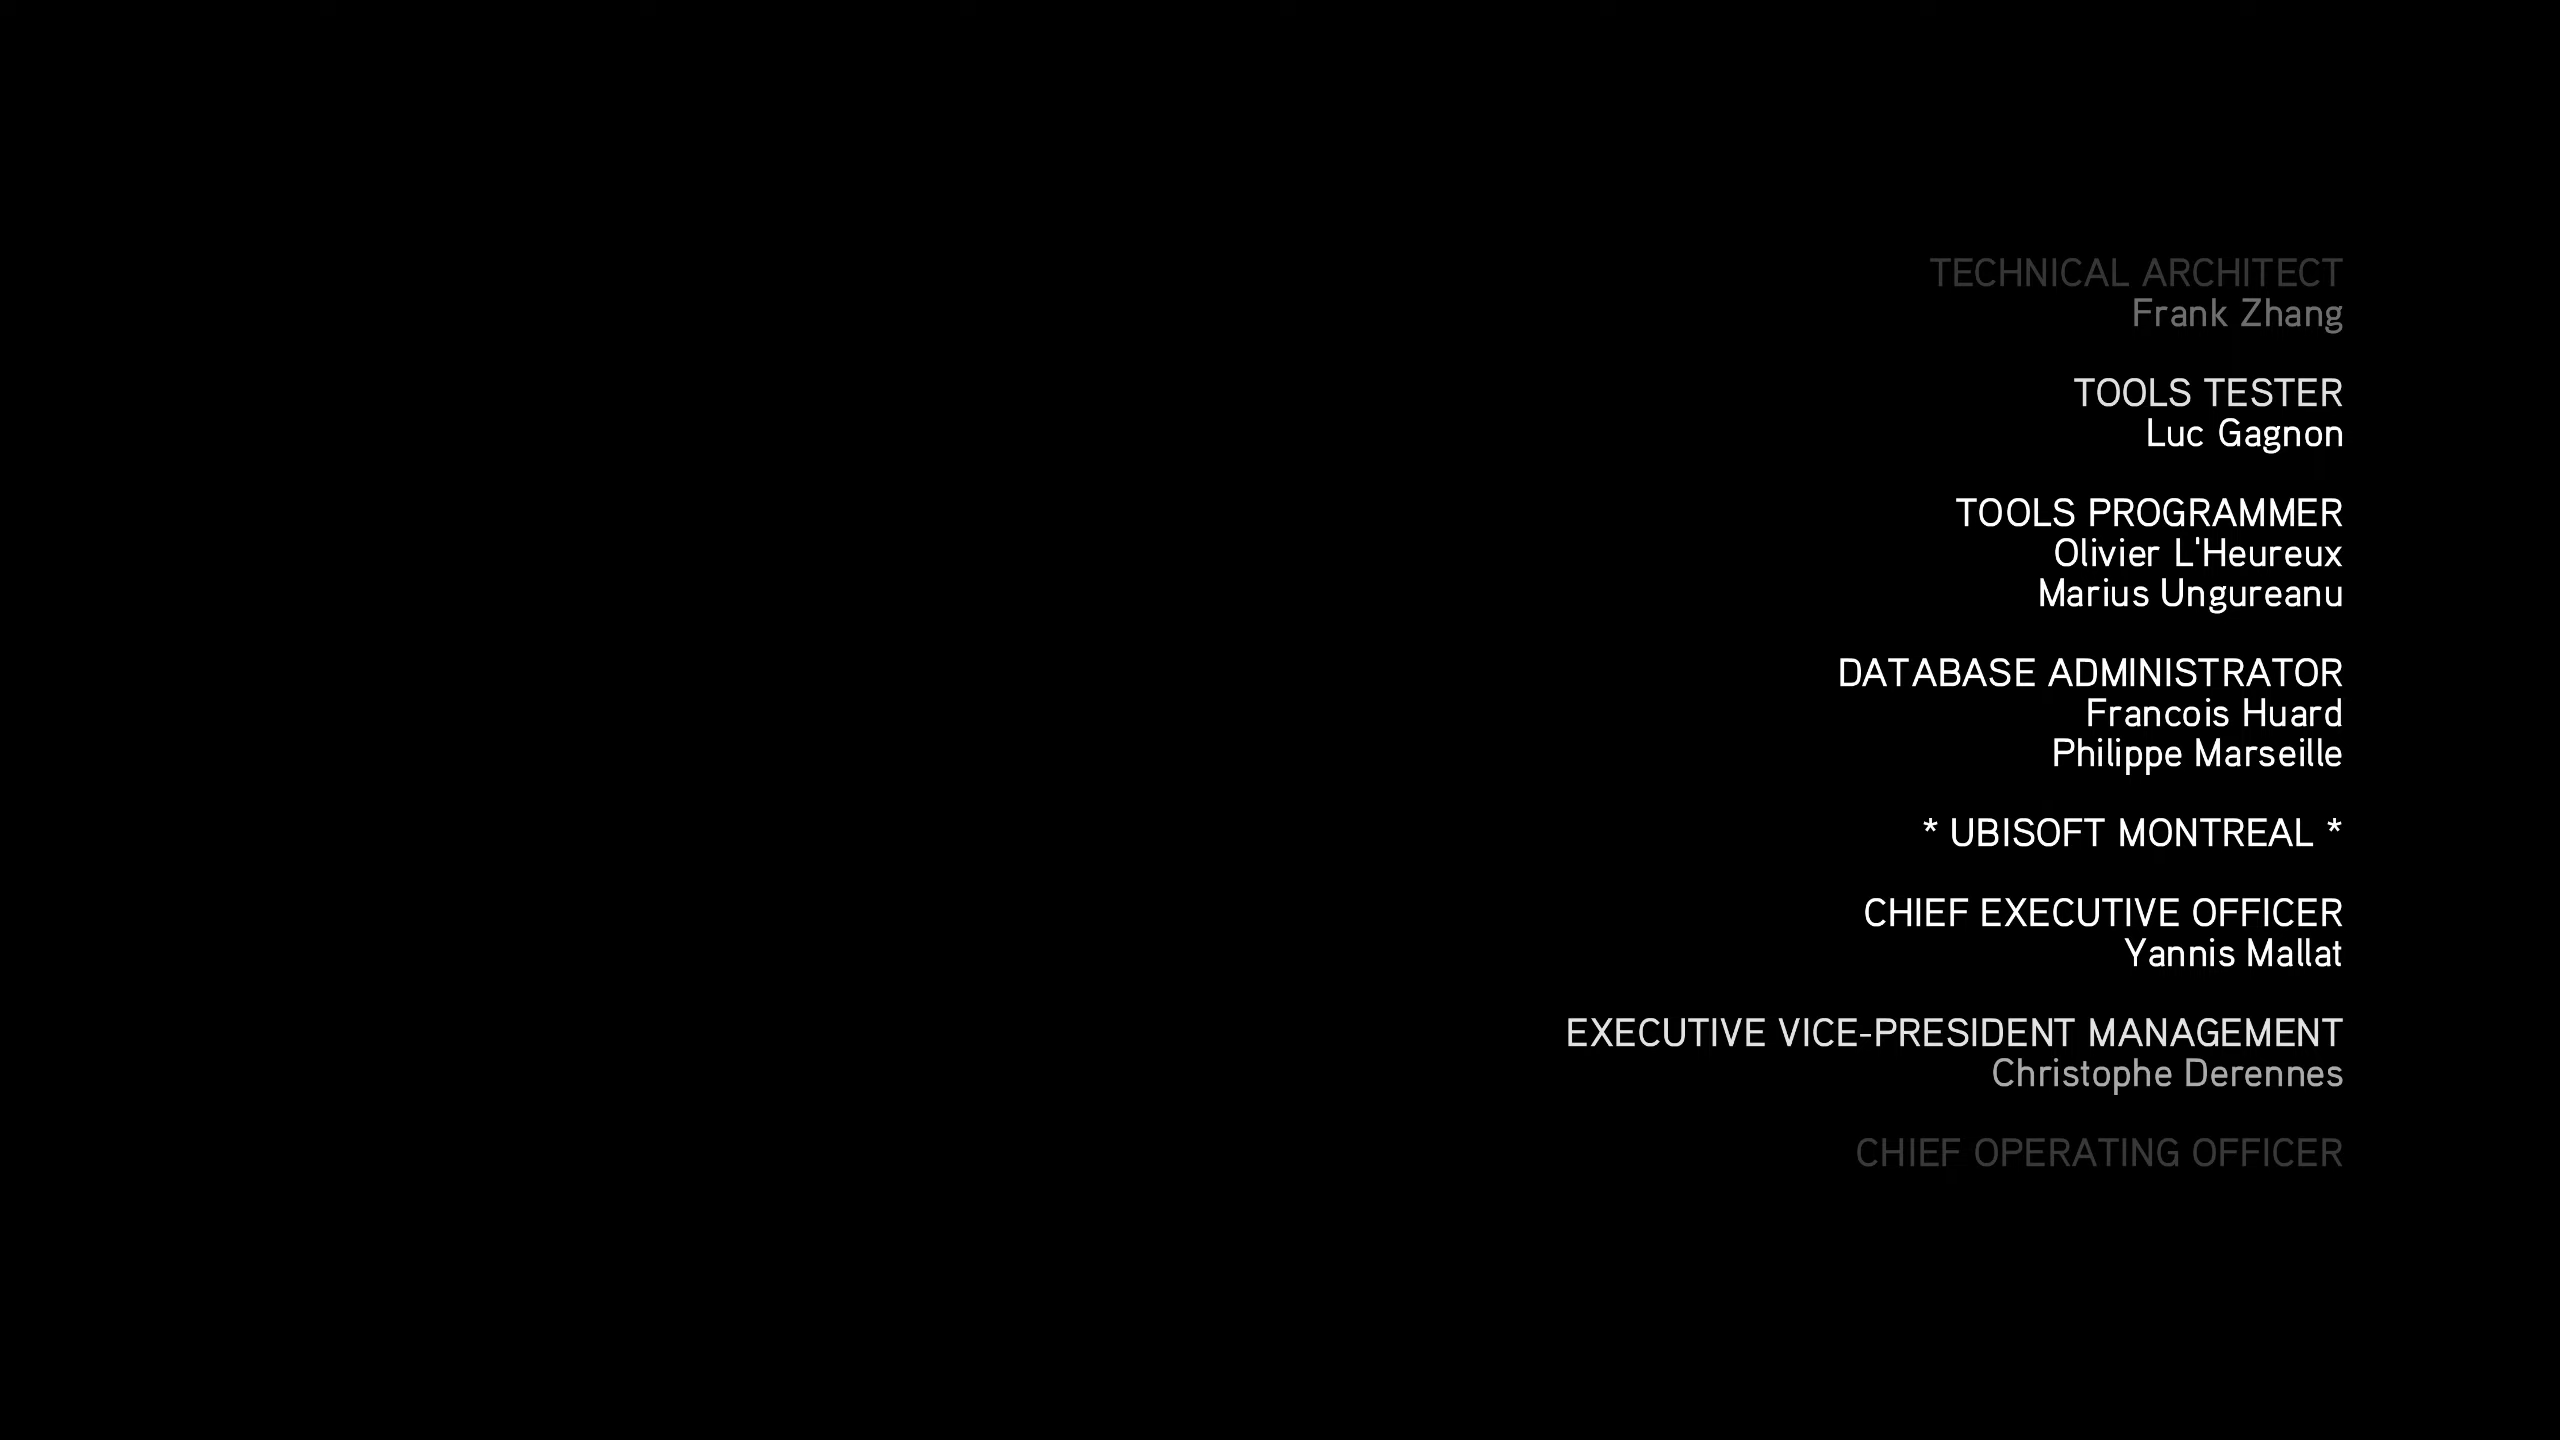 TECHNICAL ARCHITECT
Frank Zhang
TOOLS TESTER
Luc Gagnon
TOOLS PROGRAMMER
Olivier L'Heureux
Marius Ungureanu
DATABASE ADMINISTRATOR
Francois Huard
Philippe Marseille
* UBISOFT MONTREAL *
CHIEF EXECUTIVE OFFICER
Yannis Mallat
EXECUTIVE VICE-PRESIDENT MANAGEMENT
Christophe Derennes
CHIEF OPERATING OFFICER